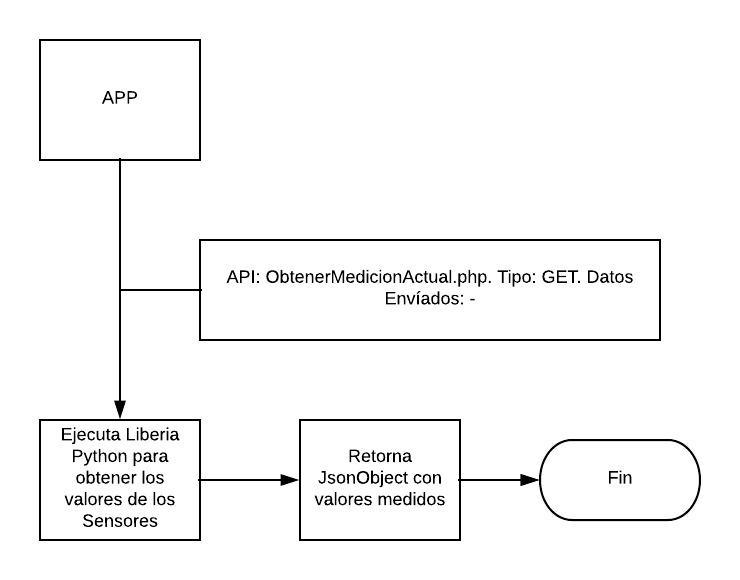 APP
API: ObtenerMedicionActual.php. Tipo: GET. Datos
Envíados: -
Ejecuta Liberia
Python para
obtener los
valores de los
Sensores
Retorna
JsonObject con
valores medidos
Fin